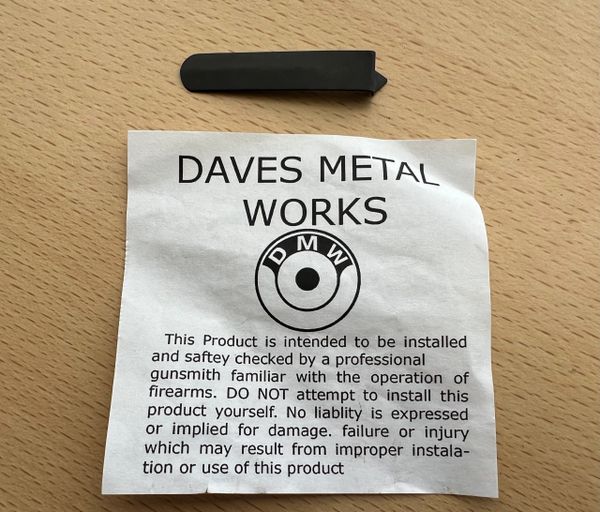 DAVES METAL
WORKS
DMW
This Product is intended to be installed
and saftey checked by a professional
gunsmith familiar with the operation of
firearms. DO NOT attempt to install this
product yourself. No liablity is expressed
or implied for damage. failure or injury
which may result from improper instala-
tion or use of this product